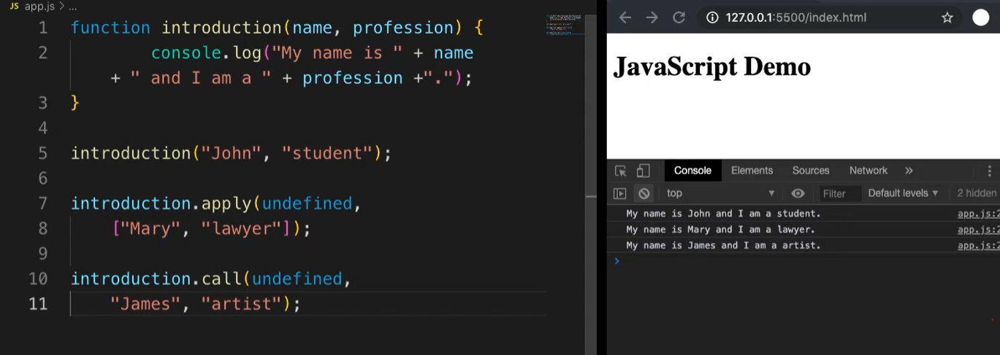 JS app.js > ...
1 function introduction(name, profession) {
2 console.log("My name is " + name
+ " and I am a " + profession +".");
3 }
4
5 introduction("John", "student");
6
7 introduction.apply(undefined,
8 ["Mary", "lawyer"]);
9
10 introduction.call(undefined,
11 "James", "artist");
127.0.0.1:5500/index.html
JavaScript Demo
Console Elements Sources Network »
top Filter Default levels 2 hidden
My name is John and I am a student. app.js:2
My name is Mary and I am a lawyer. app.js:2
My name is James and I am a artist. app.js:2
>